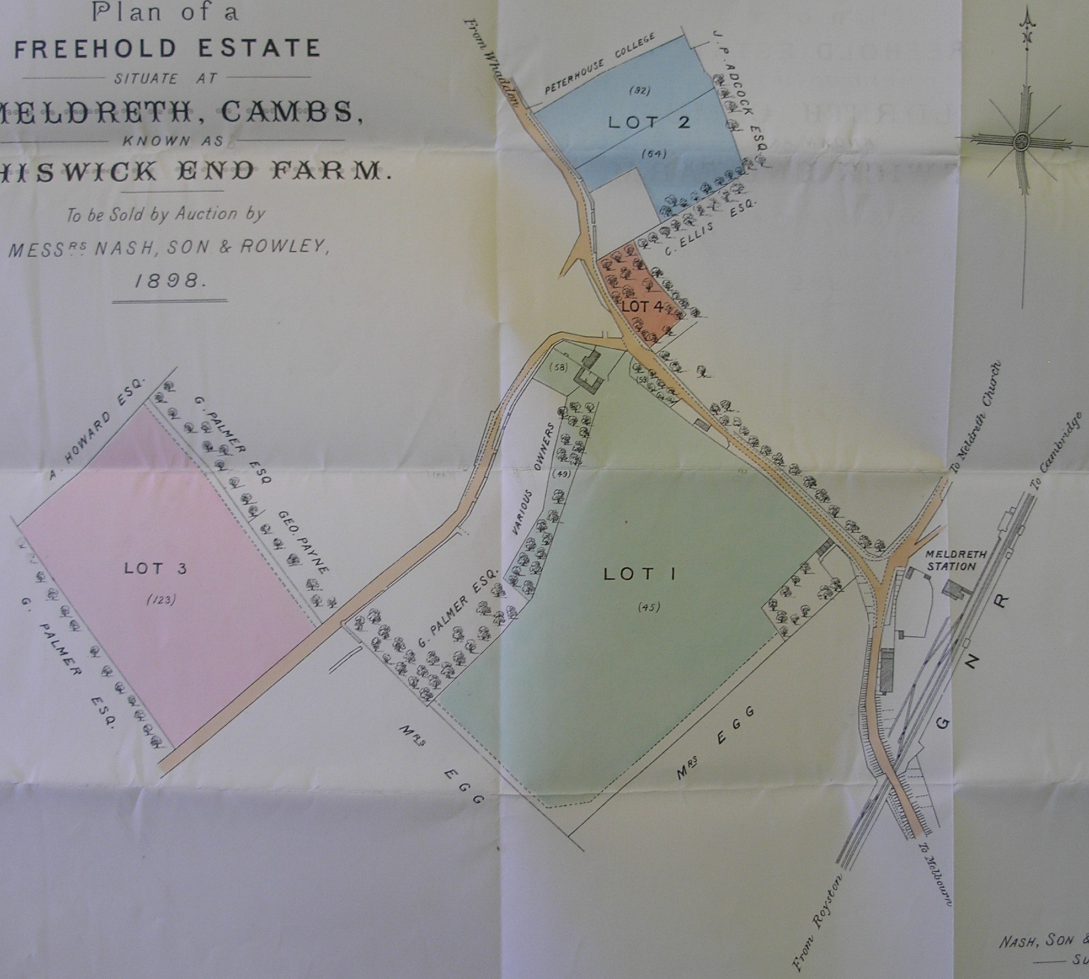 Plan of a
FREEHOLD ESTATE
SITUATE AT
MELDRETH, CAMBS,
KNOWN AS
HISWICK END FARM.
To be Sold by Auction by
MESSRS. NASH, SON & ROWLEY,
1898.
From Whaddon
PETERHOUSE COLLEGE
J. P. ADCOCK ESQ.
N
(92)
LOT 2
(64)
C. ELLIS ESQ.
LOT 4
(58)
A. HOWARD ESQ.
G. PALMER ESQ
GEO. PAYNE
VARIOUS OWNERS
(49)
To Meldreth Church
To Cambridge
LOT 3
(123)
LOT 1
(45)
MELDRETH
STATION
G. PALMER ESQ.
G. PALMER ESQ.
G N R
MRS EGG
MRS EGG
To Melbourn
From Royston
NASH, SON &